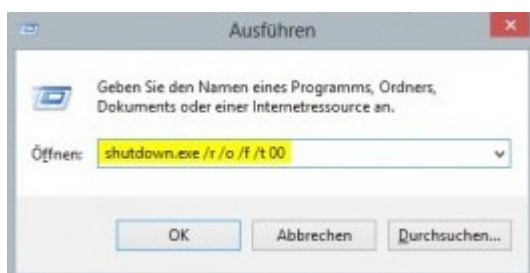 Ausführen
Geben Sie den Namen eines Programms, Ordners,
Dokuments oder einer Internetressource an.
Öffnen: shutdown.exe /r /o /f /t 00
OK Abbrechen Durchsuchen...